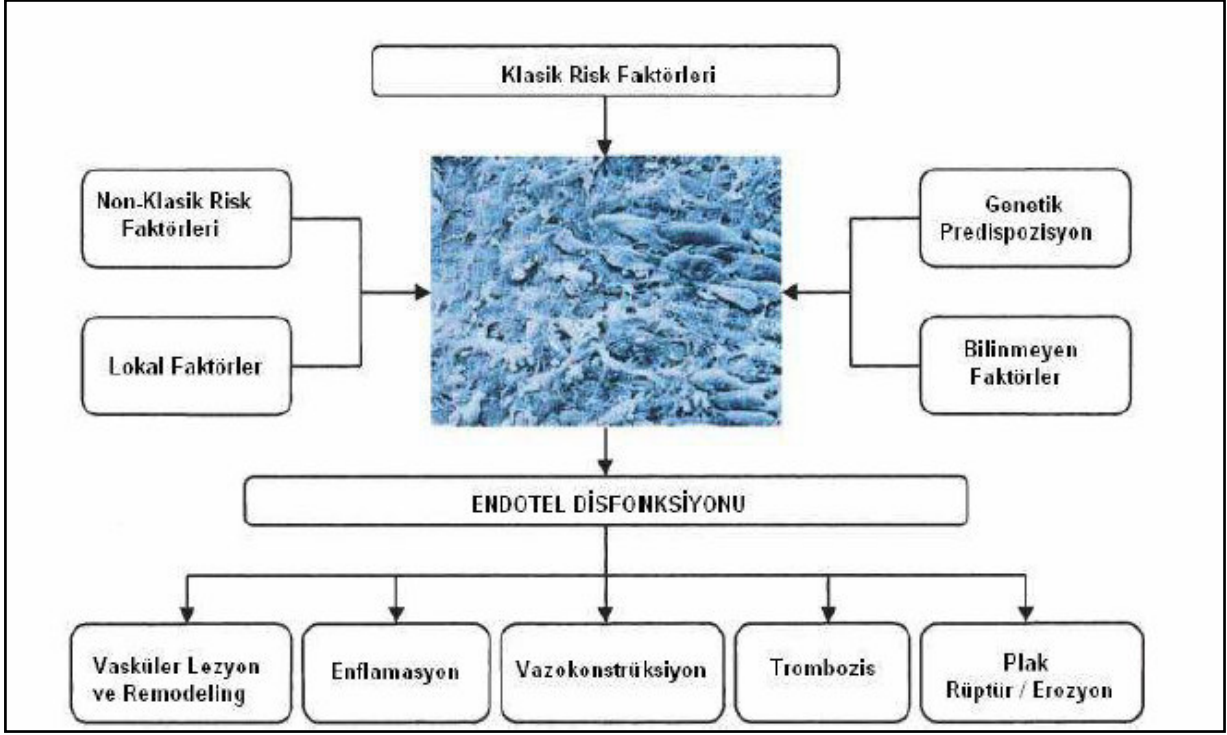 Klasik Risk Faktörleri
Non-Klasik Risk
Faktörleri
Genetik
Predispozisyon
Lokal Faktörler
Bilinmeyen
Faktörler
ENDOTEL DİSFONKSİYONU
Vasküler Lezyon
ve Remodeling
Enflamasyon
Vazokonstrüksiyon
Trombozis
Plak
Rüptür / Erozyon